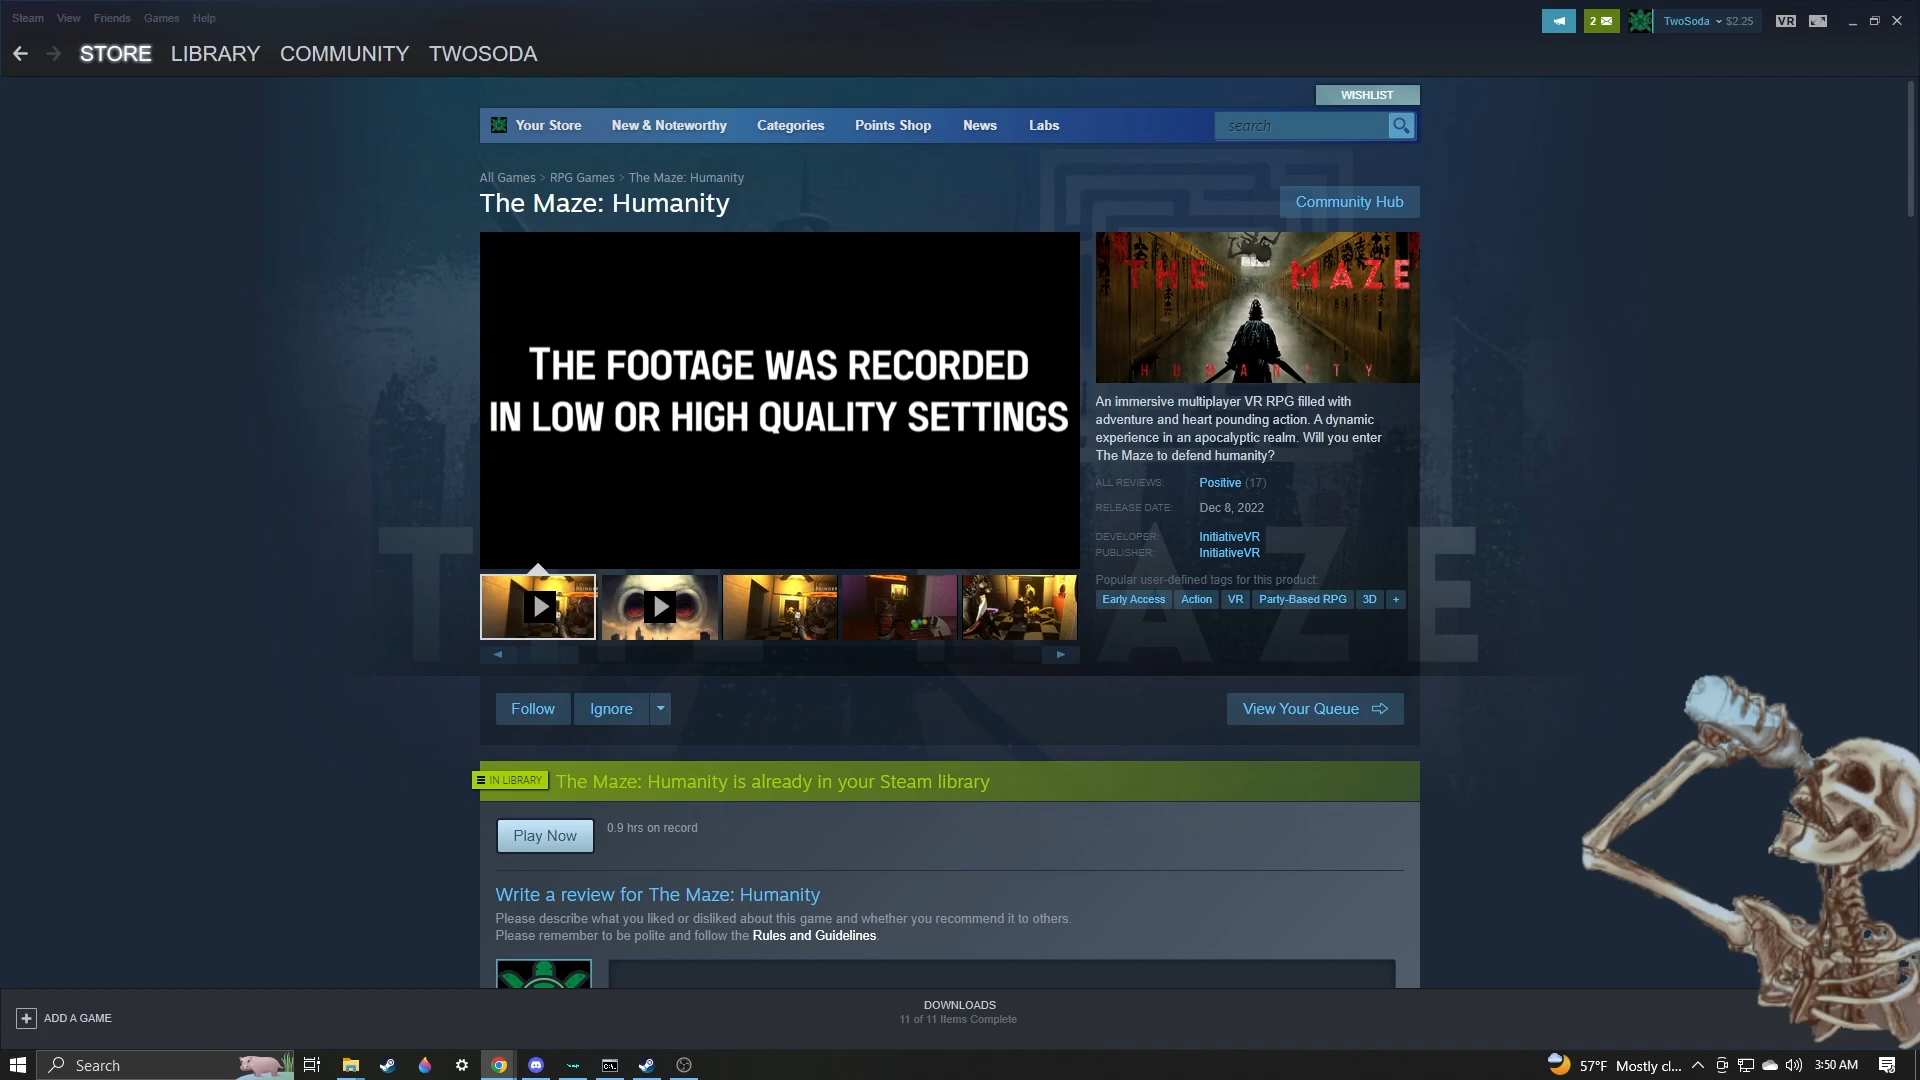 Steam View Friends Games Help
2 TwoSoda $2.25 VR
STORE LIBRARY COMMUNITY TWOSODA
WISHLIST
Your Store New & Noteworthy Categories Points Shop News Labs search
All Games > RPG Games > The Maze: Humanity
The Maze: Humanity
Community Hub
THE FOOTAGE WAS RECORDED
IN LOW OR HIGH QUALITY SETTINGS
THE MAZE
HUMANITY
An immersive multiplayer VR RPG filled with
adventure and heart pounding action. A dynamic
experience in an apocalyptic realm. Will you enter
The Maze to defend humanity?
ALL REVIEWS: Positive (17)
RELEASE DATE: Dec 8, 2022
DEVELOPER: InitiativeVR
PUBLISHER: InitiativeVR
Popular user-defined tags for this product:
Early Access Action VR Party-Based RPG 3D +
THE MAZE
Follow Ignore View Your Queue
IN LIBRARY The Maze: Humanity is already in your Steam library
Play Now 0.9 hrs on record
Write a review for The Maze: Humanity
Please describe what you liked or disliked about this game and whether you recommend it to others.
Please remember to be polite and follow the Rules and Guidelines.
+ ADD A GAME
DOWNLOADS
11 of 11 Items Complete
Search
57°F Mostly cl... 3:50 AM